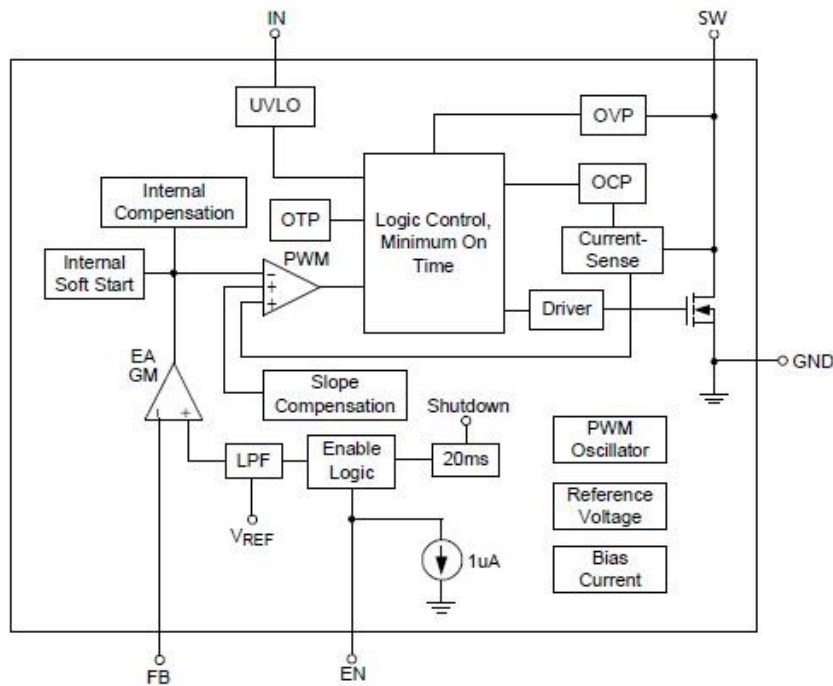 IN
SW
UVLO
OVP
Internal
Compensation
OTP
Logic Control,
Minimum On
Time
OCP
PWM
Current-
Sense
Internal
Soft Start
−
+
+
Driver
EA
GM
GND
Slope
Compensation
Shutdown
PWM
Oscillator
− +
LPF
Enable
Logic
20ms
Reference
Voltage
VREF
1uA
Bias
Current
FB
EN